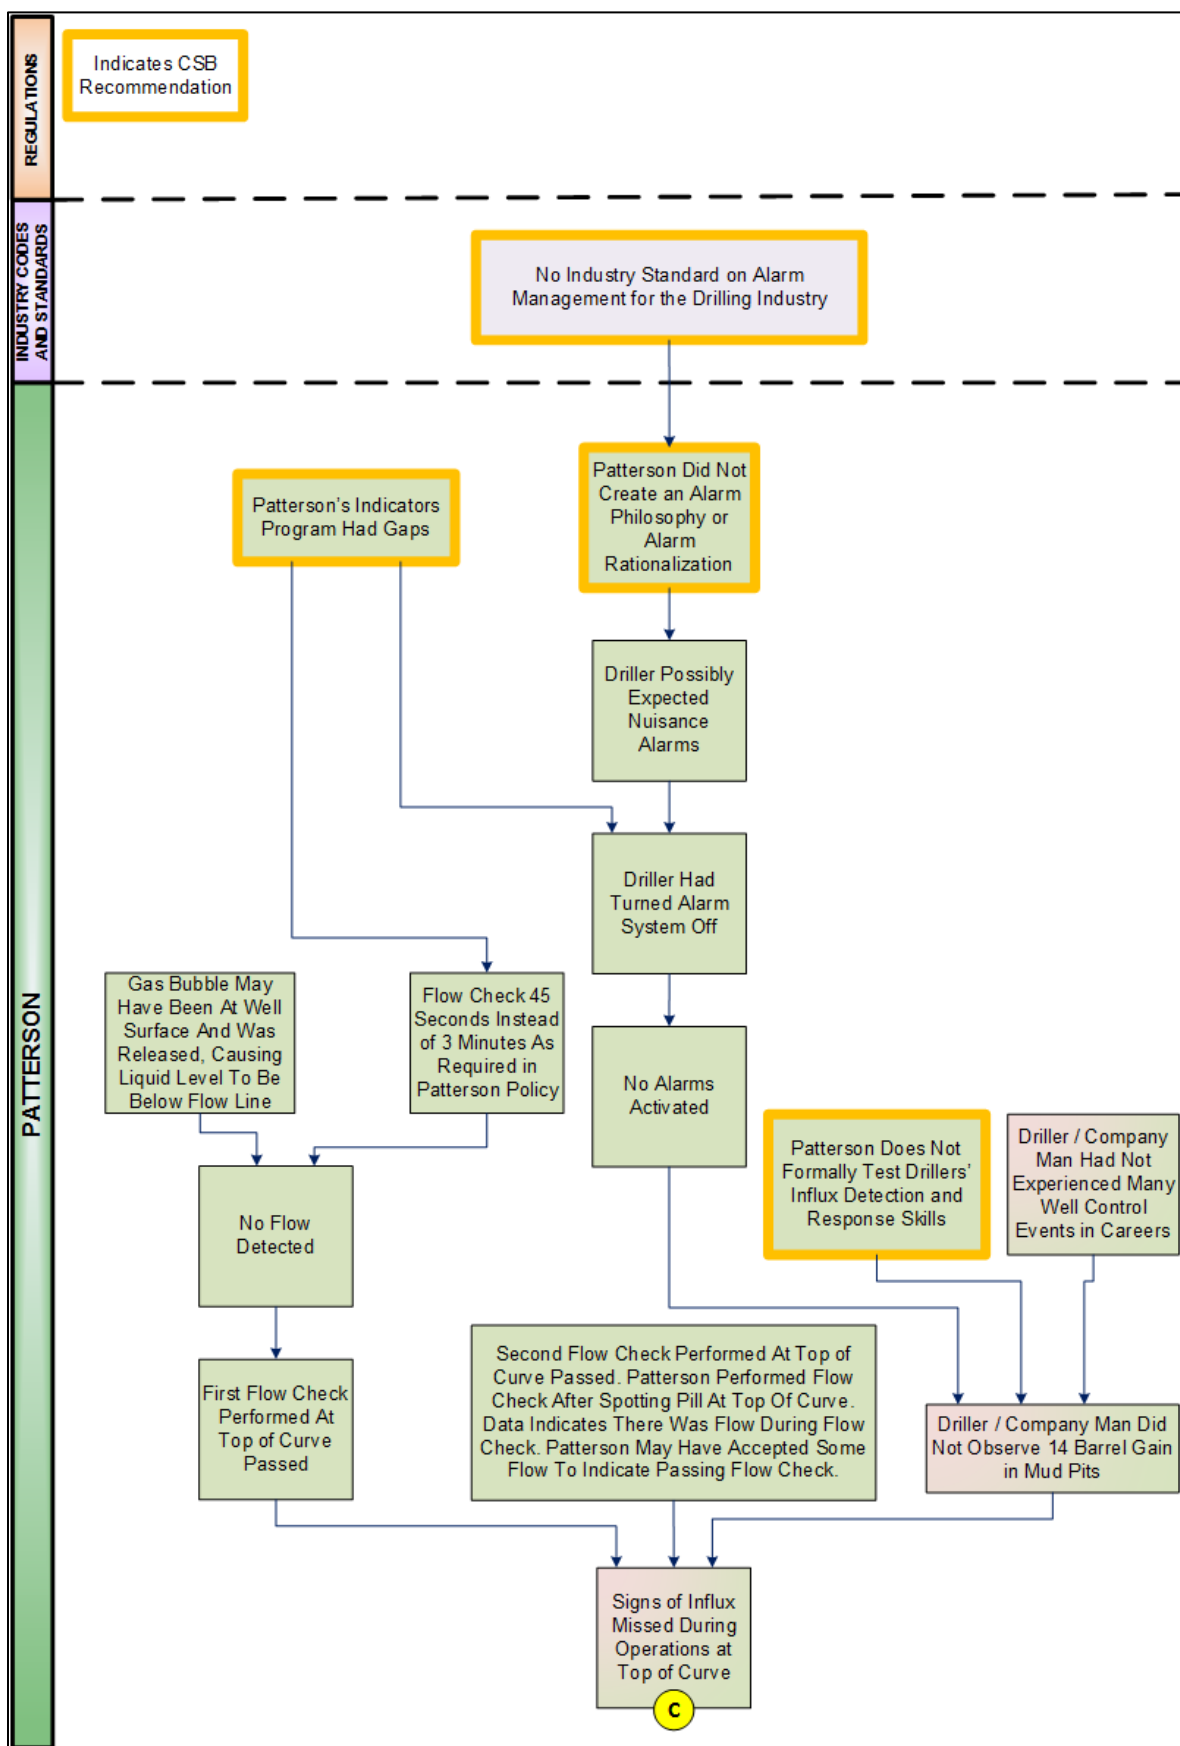 REGULATIONS
Indicates CSB
Recommendation
INDUSTRY CODES
AND STANDARDS
No Industry Standard on Alarm
Management for the Drilling Industry
PATTERSON
Patterson's Indicators
Program Had Gaps
Patterson Did Not
Create an Alarm
Philosophy or
Alarm
Rationalization
Driller Possibly
Expected
Nuisance
Alarms
Driller Had
Turned Alarm
System Off
Gas Bubble May
Have Been At Well
Surface And Was
Released, Causing
Liquid Level To Be
Below Flow Line
Flow Check 45
Seconds Instead
of 3 Minutes As
Required in
Patterson Policy
No Alarms
Activated
Patterson Does Not
Formally Test Drillers'
Influx Detection and
Response Skills
Driller / Company
Man Had Not
Experienced Many
Well Control
Events in Careers
No Flow
Detected
First Flow Check
Performed At
Top of Curve
Passed
Second Flow Check Performed At Top of
Curve Passed. Patterson Performed Flow
Check After Spotting Pill At Top Of Curve.
Data Indicates There Was Flow During Flow
Check. Patterson May Have Accepted Some
Flow To Indicate Passing Flow Check.
Driller / Company Man Did
Not Observe 14 Barrel Gain
in Mud Pits
Signs of Influx
Missed During
Operations at
Top of Curve
C